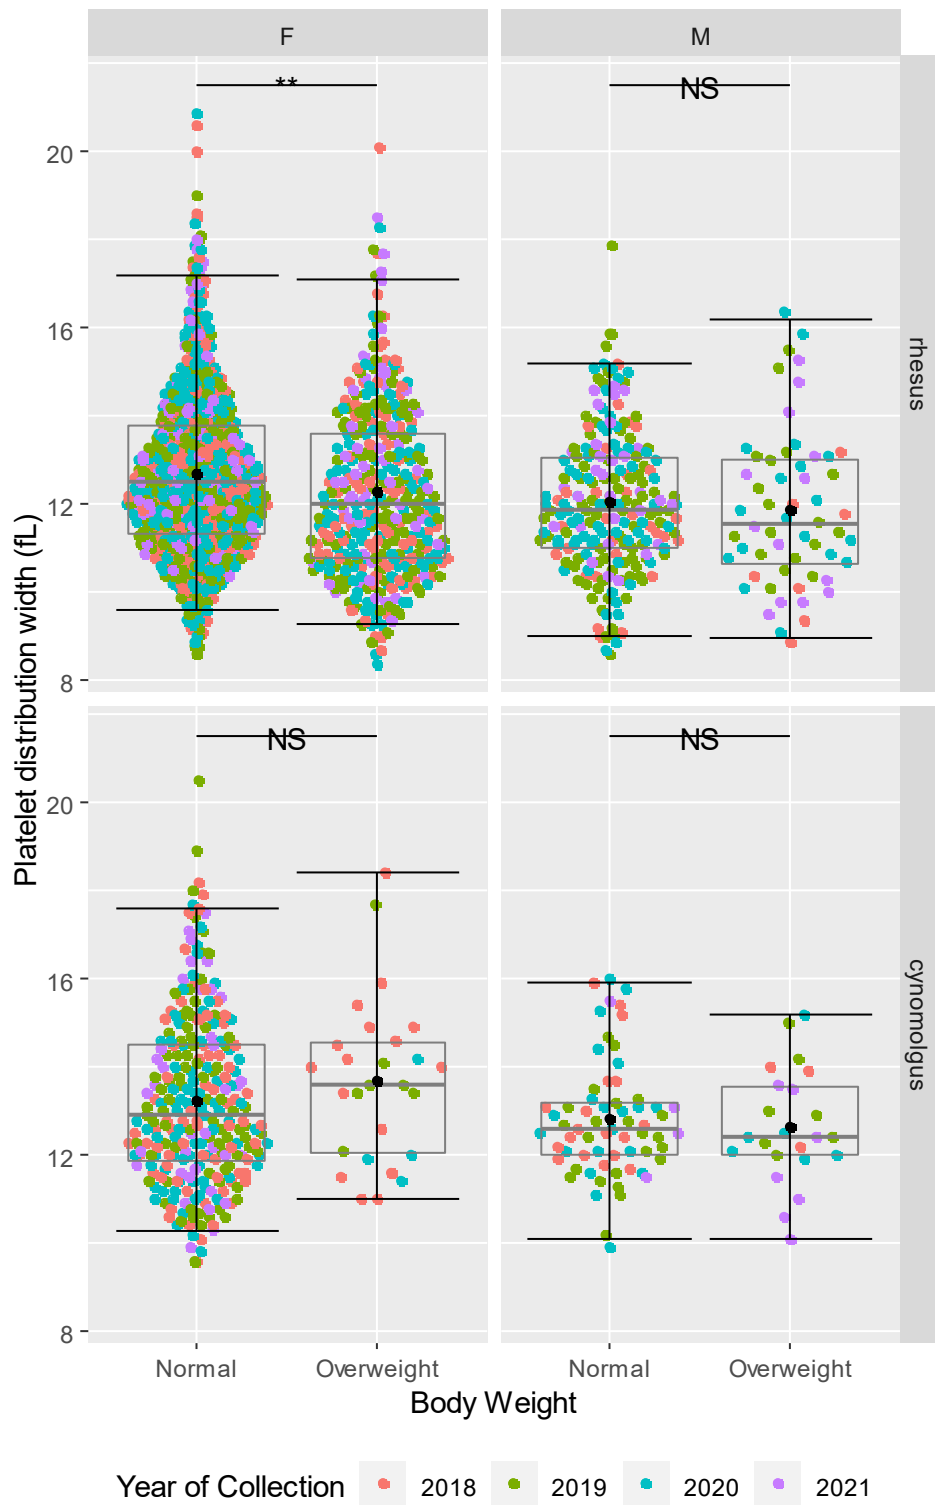 F
M
**
NS
20
16
12
8
rhesus
Platelet distribution width (fL)
NS
NS
20
16
12
8
cynomolgus
Normal
Overweight
Normal
Overweight
Body Weight
Year of Collection 2018 2019 2020 2021